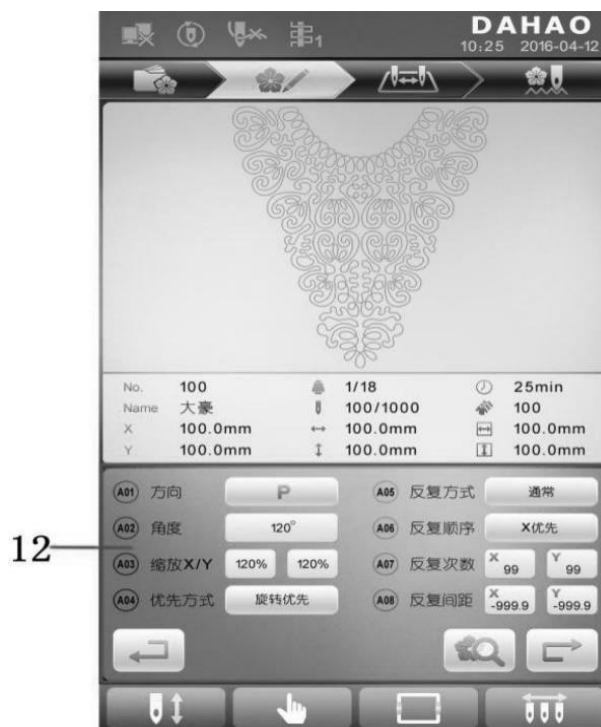 DAHAO
1
10:25 2016-04-12
No. 100 1/18 25min
Name 大豪 100/1000 100
X 100.0mm 100.0mm 100.0mm
Y 100.0mm 100.0mm 100.0mm
A01 方向 P A05 反复方式 通常
A02 角度 120° A06 反复顺序 X优先
12
A03 缩放X/Y 120% 120% A07 反复次数 X 99 Y 99
A04 优先方式 旋转优先 A08 反复间距 X -999.9 Y -999.9